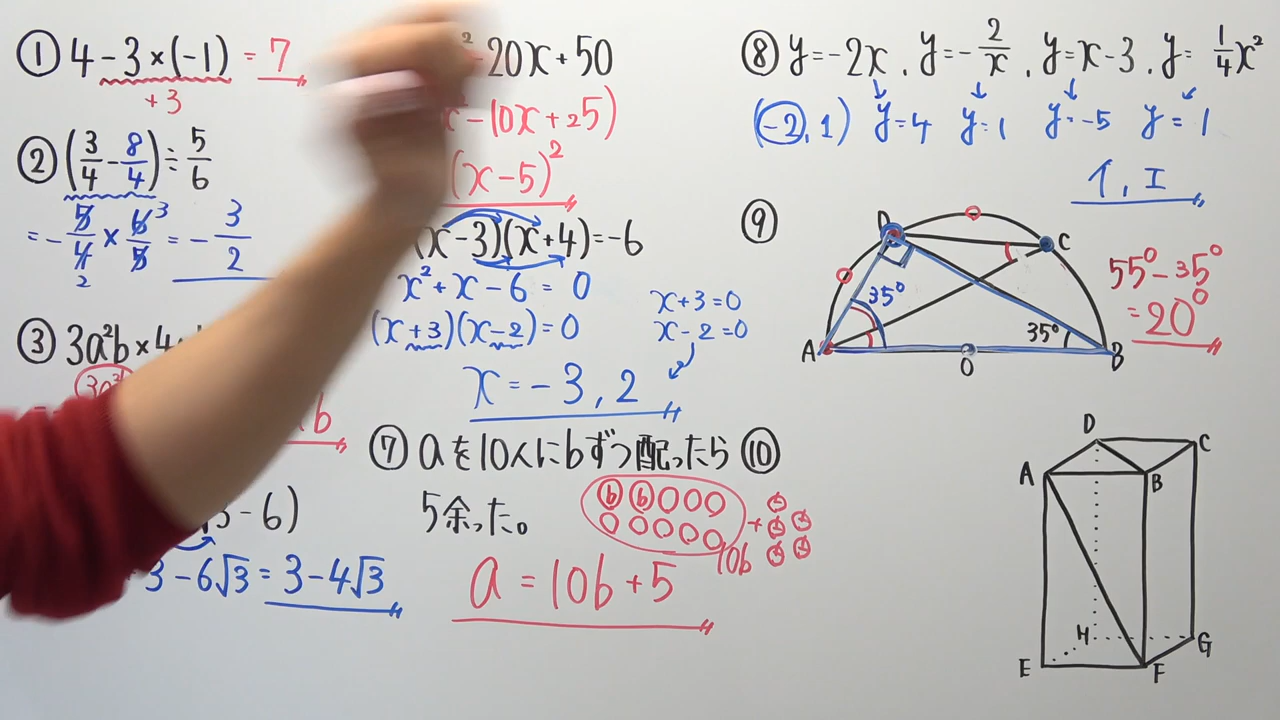 ① 4-3×(-1) = 7
+3
② (3/4 - 8/4) ÷ 5/6
= - 5/4 × 6/5 = - 3/2
2 3
③ 3a²b×4
3a²b
b
-6)
3-6√3 = 3-4√3
-20x+50
-10x+25)
(x-5)²
(x-3)(x+4)=-6
x²+x-6=0
(x+3)(x-2)=0
x+3=0
x-2=0
x=-3, 2
⑦ aを10人にbずつ配ったら
5余った。
b b
+
10b
a=10b+5
⑧ y=-2x, y=-2/x, y=x-3, y=1/4x²
(-2, 1) y=4 y=1 y=-5 y=1
ｲ, ｴ
⑨
D
C
35°
35°
A
O
B
55°-35°
=20°
⑩
D
C
A
B
H
G
E
F